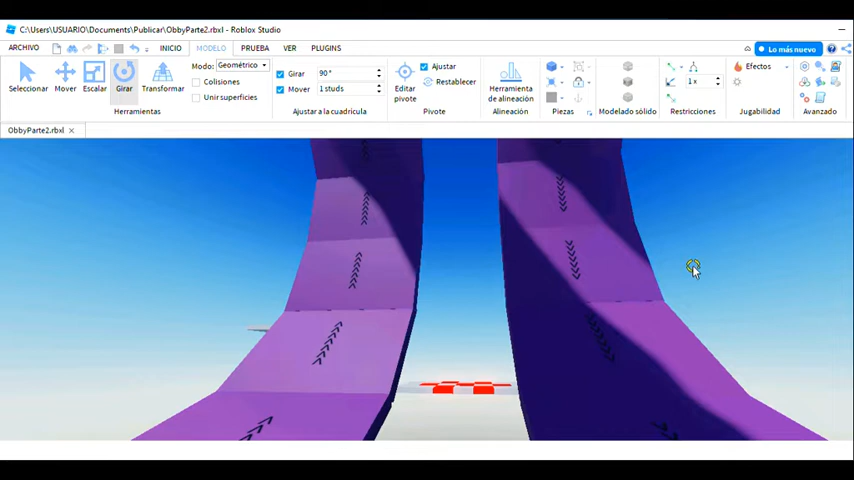 C:\Users\USUARIO\Documents\Publicar\ObbyParte2.rbxl - Roblox Studio
ARCHIVO INICIO MODELO PRUEBA VER PLUGINS Lo más nuevo
Seleccionar Mover Escalar Girar Transformar
Herramientas
Modo: Geométrico
Colisiones
Unir superficies
Girar 90°
Mover 1 studs
Ajustar a la cuadrícula
Editar pivote
Ajustar
Restablecer
Pivote
Herramienta de alineación
Alineación
Piezas
Modelado sólido
1 x
Restricciones
Efectos
Jugabilidad
Avanzado
ObbyParte2.rbxl